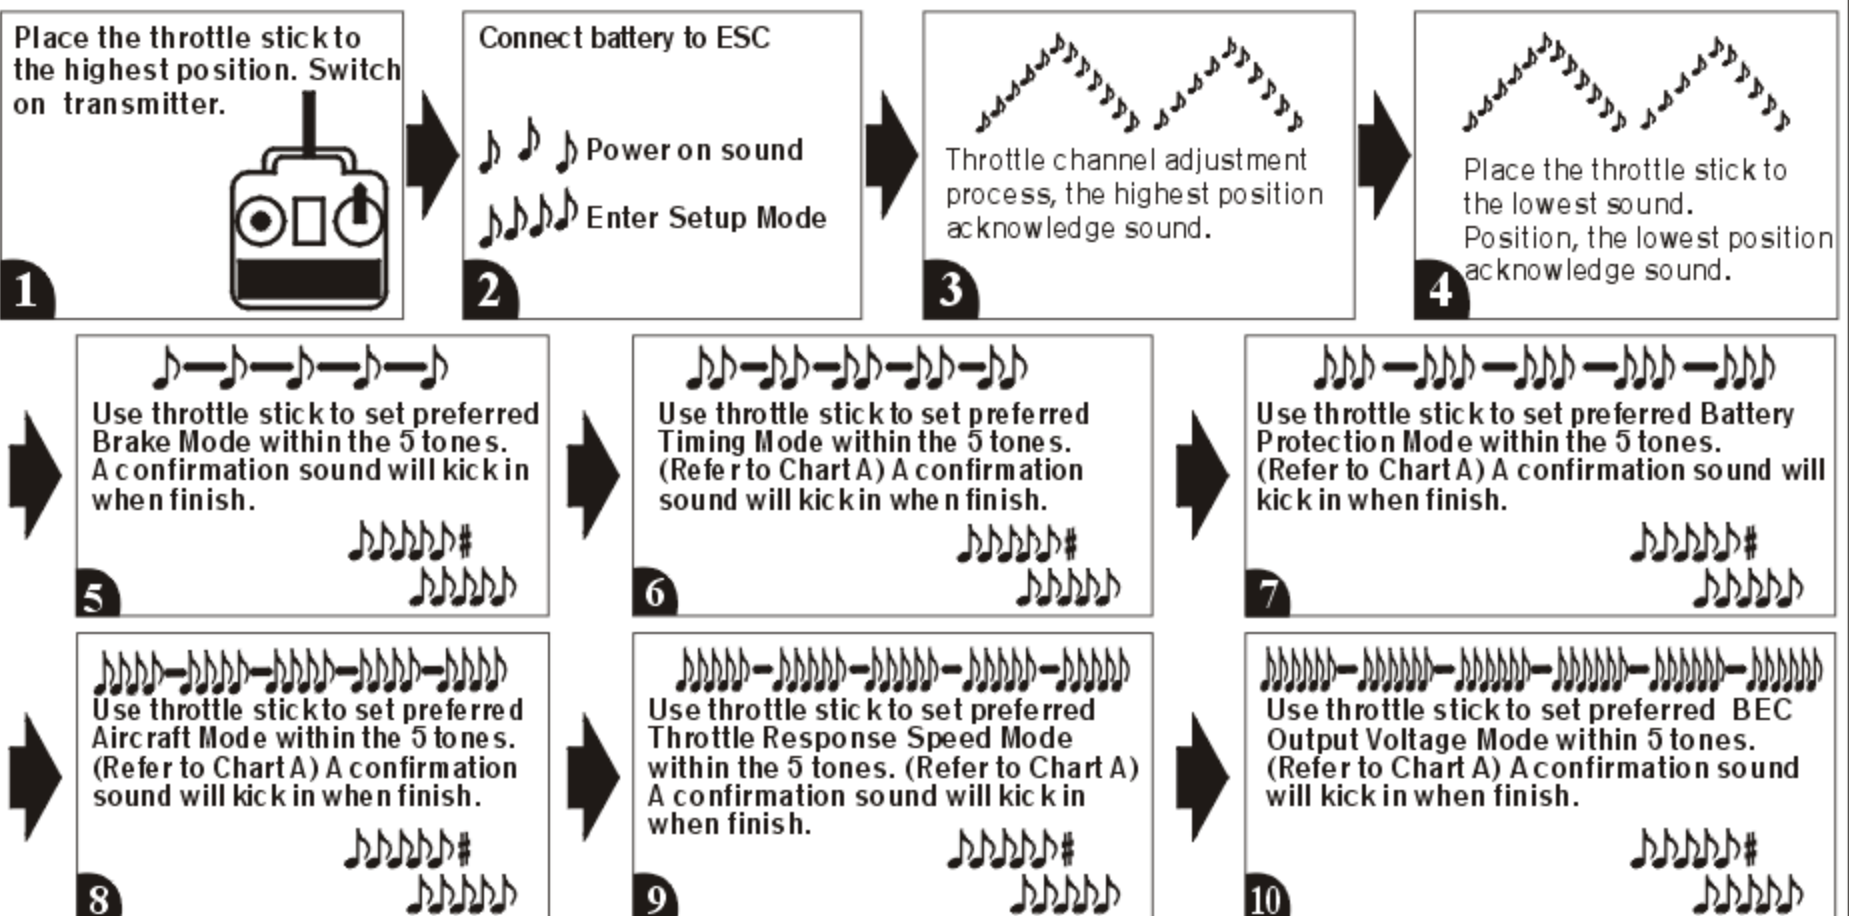 Place the throttle stick to
the highest position. Switch
on transmitter.
1
Connect battery to ESC
Power on sound
Enter Setup Mode
2
Throttle channel adjustment
process, the highest position
acknowledge sound.
3
Place the throttle stick to
the lowest sound.
Position, the lowest position
acknowledge sound.
4
Use throttle stick to set preferred
Brake Mode within the 5 tones.
A confirmation sound will kick in
when finish.
5
Use throttle stick to set preferred
Timing Mode within the 5 tones.
(Refer to Chart A) A confirmation
sound will kick in when finish.
6
Use throttle stick to set preferred Battery
Protection Mode within the 5 tones.
(Refer to Chart A) A confirmation sound will
kick in when finish.
7
Use throttle stick to set preferred
Aircraft Mode within the 5 tones.
(Refer to Chart A) A confirmation
sound will kick in when finish.
8
Use throttle stick to set preferred
Throttle Response Speed Mode
within the 5 tones. (Refer to Chart A)
A confirmation sound will kick in
when finish.
9
Use throttle stick to set preferred BEC
Output Voltage Mode within 5 tones.
(Refer to Chart A) A confirmation sound
will kick in when finish.
10